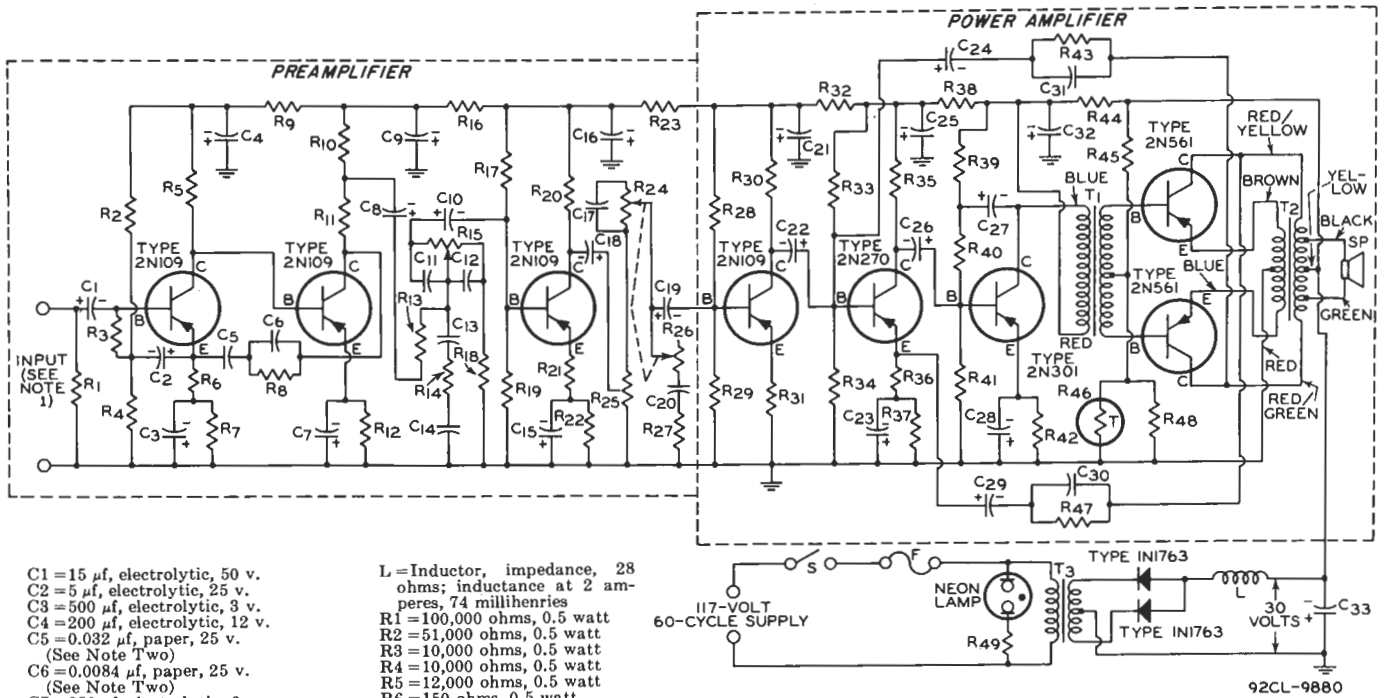 POWER AMPLIFIER
PREAMPLIFIER
C24
R43
C31
R32
R38
R44
R9
R16
R23
C4
C9
C16
C21
C25
C32
R10
R5
R2
R11
C8
C10
R15
C11
C12
R17
R20
C17
R24
C18
R28
R30
R33
R35
R39
C27
R40
R45
BLUE
T1
TYPE
2N561
RED/
YELLOW
BROWN
YEL-
LOW
T2
BLACK
SP
TYPE
2N109
TYPE
2N109
TYPE
2N109
TYPE
2N109
C22
TYPE
2N270
C26
TYPE
2N561
BLUE
GREEN
C
B
E
C
B
E
C
B
E
C
B
E
C
B
E
C
B
E
C
B
E
E
B
C
C1
R3
C2
C5
C6
R8
R13
C13
R18
R14
C14
C19
R26
C20
R27
INPUT
(SEE
NOTE
1)
R1
R4
R6
C3
R7
C7
R12
R19
R21
C15
R22
R25
R29
R31
R34
R36
C23
R37
R41
C28
R42
RED
TYPE
2N301
R46
T
R48
RED
RED/
GREEN
C29
C30
R47
S
F
117-VOLT
60-CYCLE SUPPLY
NEON
LAMP
R49
T3
TYPE IN1763
TYPE IN1763
L
30
VOLTS
C33
92CL-9880
C1 = 15 μf, electrolytic, 50 v.
C2 = 5 μf, electrolytic, 25 v.
C3 = 500 μf, electrolytic, 3 v.
C4 = 200 μf, electrolytic, 12 v.
C5 = 0.032 μf, paper, 25 v.
(See Note Two)
C6 = 0.0084 μf, paper, 25 v.
(See Note Two)
L = Inductor, impedance, 28
ohms; inductance at 2 am-
peres, 74 millihenries
R1 = 100,000 ohms, 0.5 watt
R2 = 51,000 ohms, 0.5 watt
R3 = 10,000 ohms, 0.5 watt
R4 = 10,000 ohms, 0.5 watt
R5 = 12,000 ohms, 0.5 watt